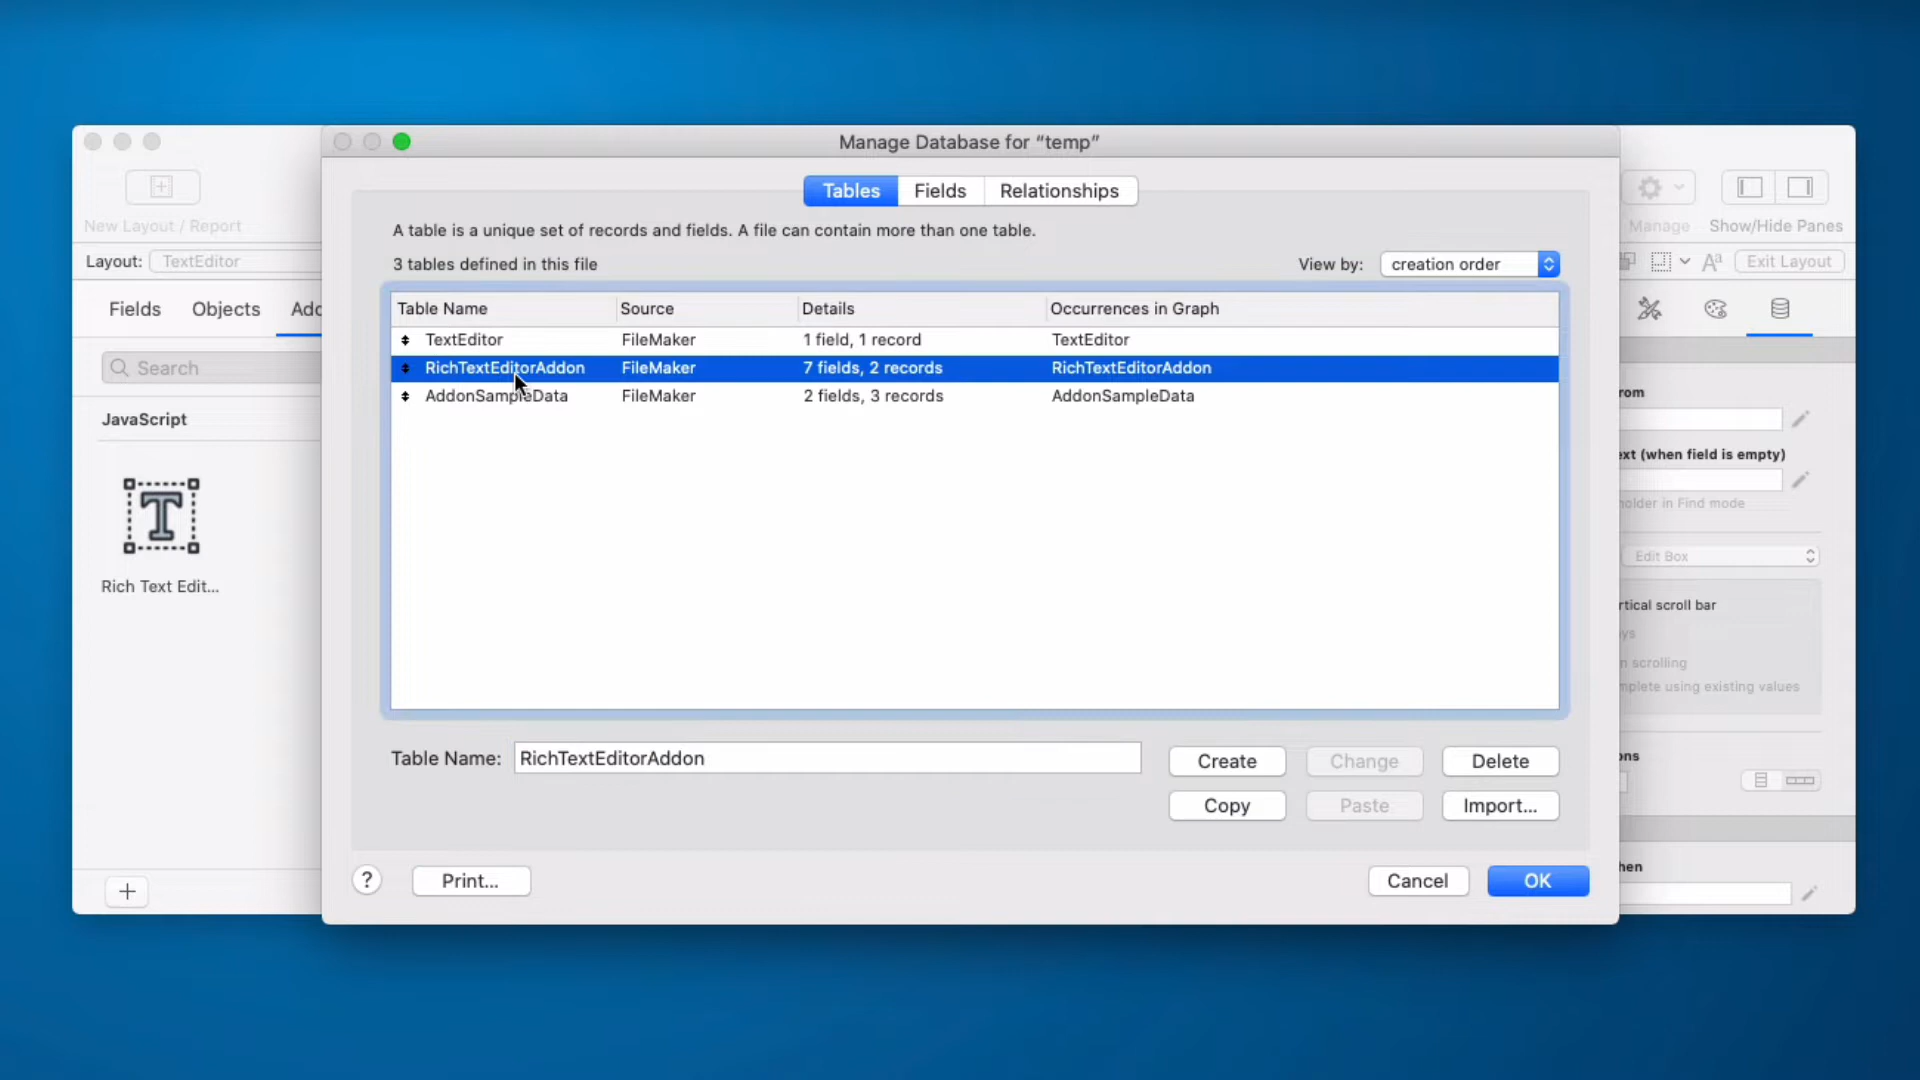 Manage Database for “temp”
New Layout / Report
Manage
Show/Hide Panes
Layout:
TextEditor
Aa
Exit Layout
Fields
Objects
Add
Search
JavaScript
Rich Text Edit...
Tables
Fields
Relationships
A table is a unique set of records and fields. A file can contain more than one table.
3 tables defined in this file
View by:
creation order
Table Name Source Details Occurrences in Graph
TextEditor FileMaker 1 field, 1 record TextEditor
RichTextEditorAddon FileMaker 7 fields, 2 records RichTextEditorAddon
AddonSampleData FileMaker 2 fields, 3 records AddonSampleData
Table Name: RichTextEditorAddon
Create
Change
Delete
Copy
Paste
Import...
?
Print...
Cancel
OK
rom
ext (when field is empty)
older in Find mode
Edit Box
rtical scroll bar
ys
n scrolling
mplete using existing values
ons
hen